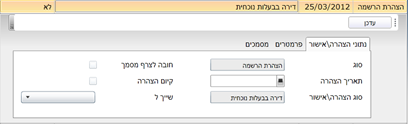 הצהרת הרשמה 25/03/2012 דירה בבעלות נוכחית לא
עדכן
נתוני הצהרה\אישור פרמטרים מסמכים
סוג הצהרת הרשמה חובה לצרף מסמך
תאריך הצהרה קיום הצהרה
סוג הצהרה\אישור דירה בבעלות נוכחית שייך ל